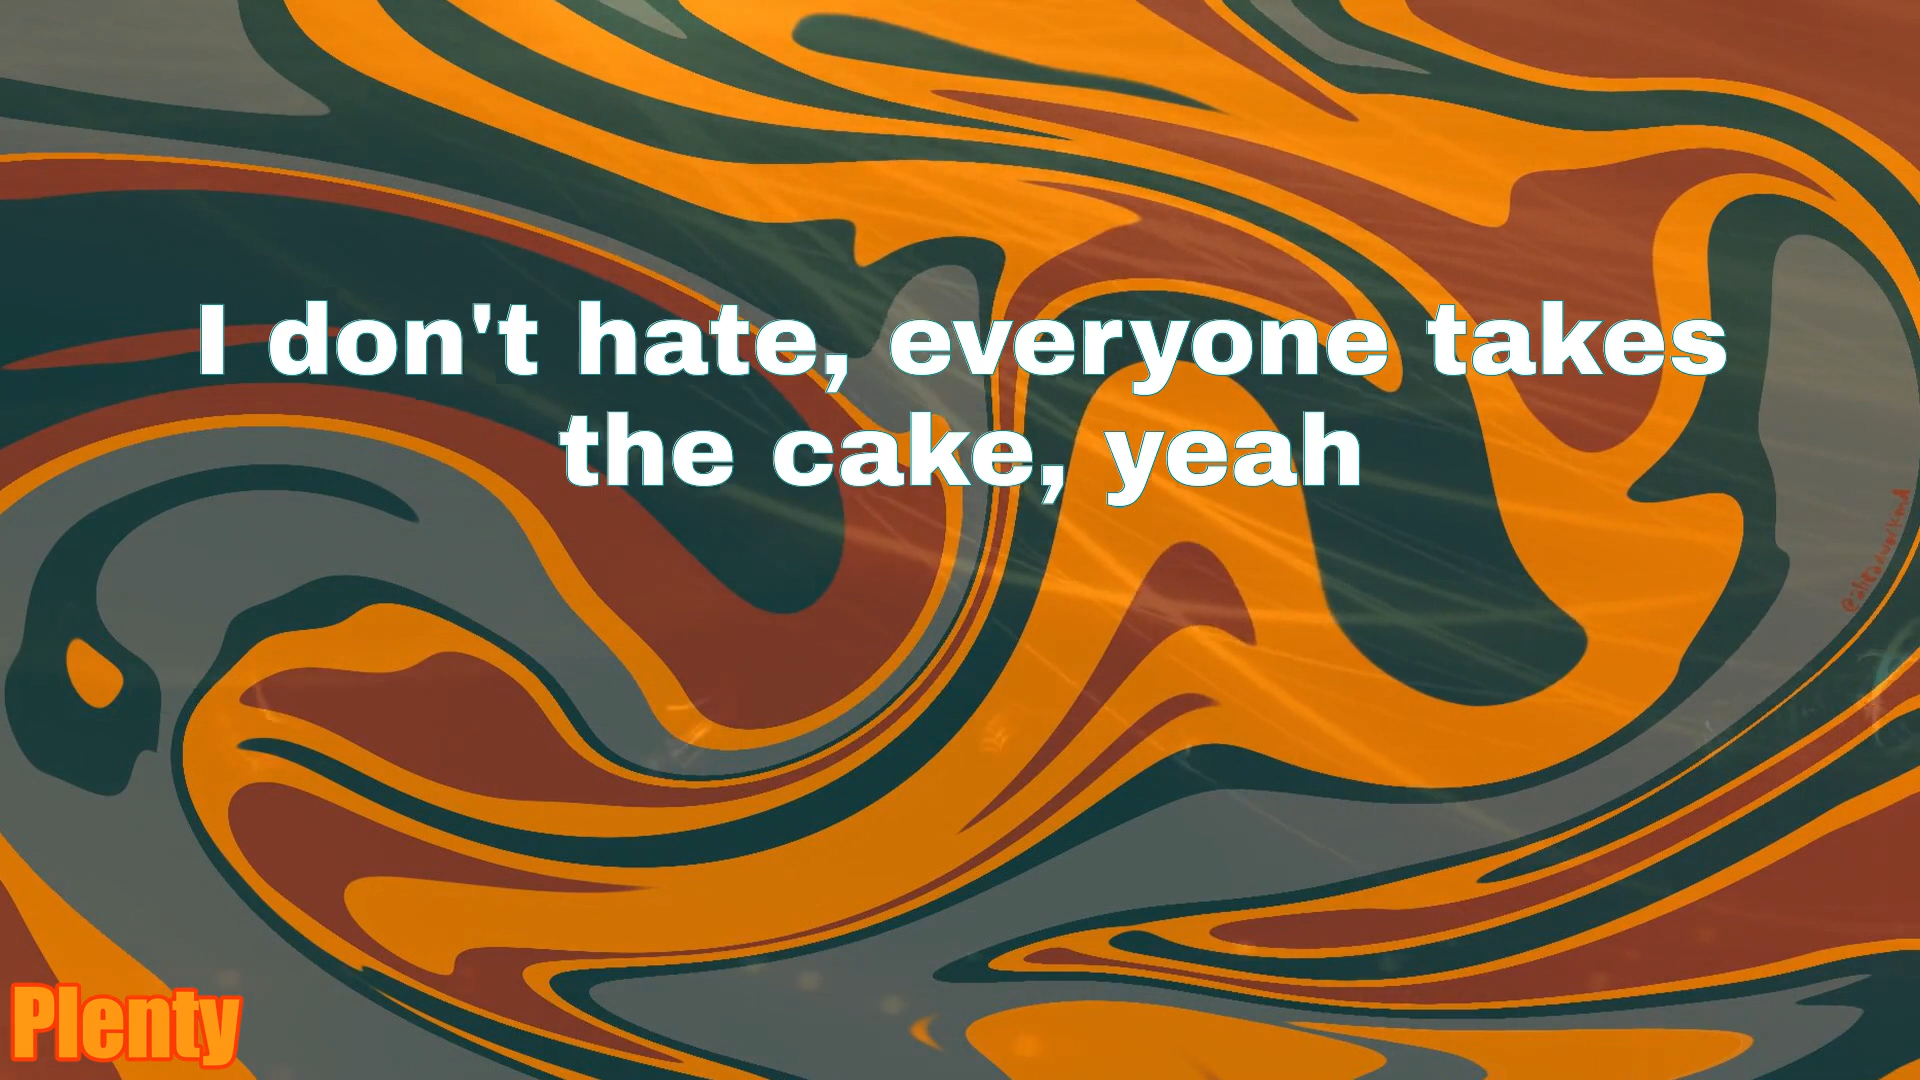 I don't hate, everyone takes
the cake, yeah
Plenty